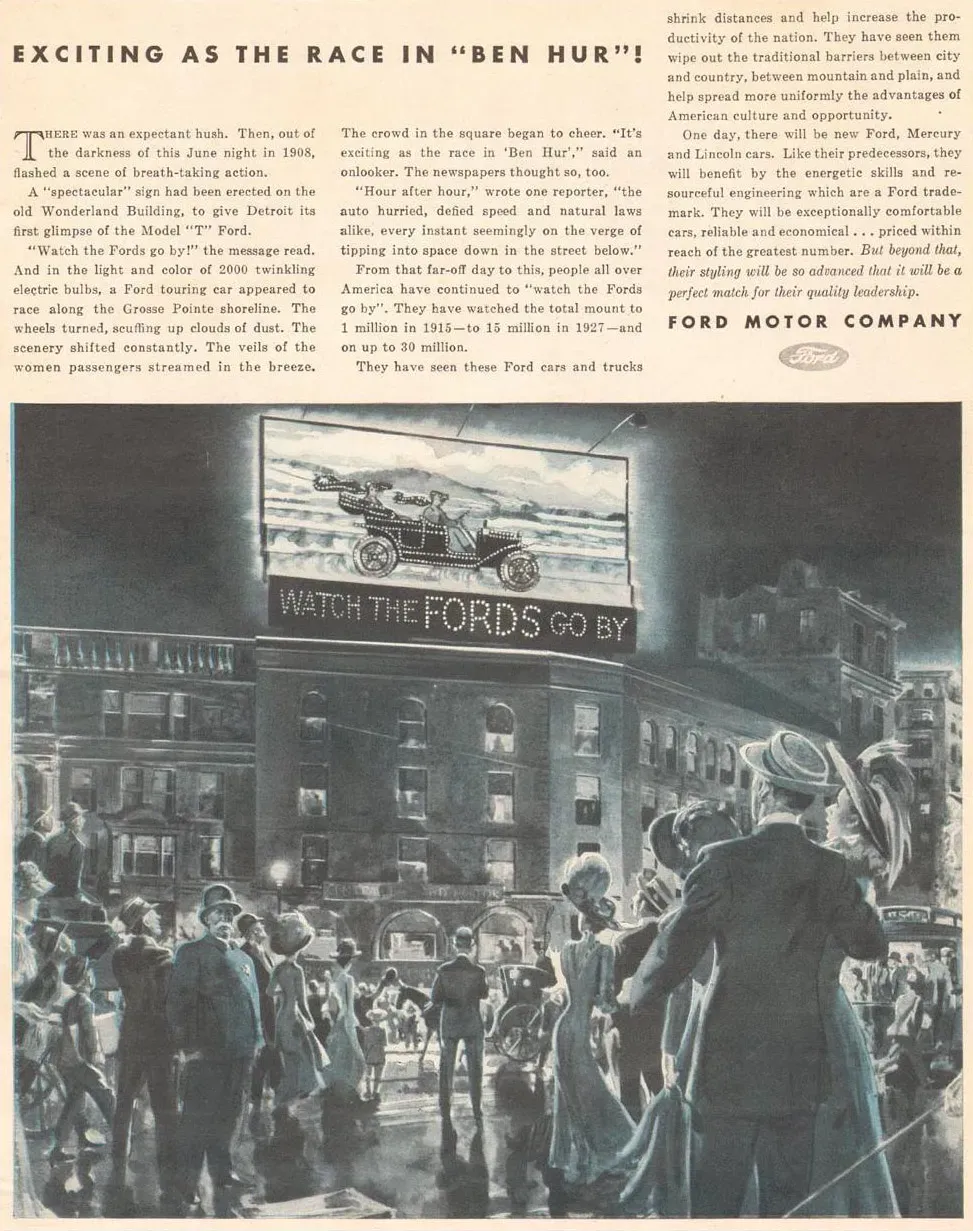 EXCITING AS THE RACE IN “BEN HUR”!
THERE was an expectant hush. Then, out of
the darkness of this June night in 1908,
flashed a scene of breath-taking action.
A “spectacular” sign had been erected on the
old Wonderland Building, to give Detroit its
first glimpse of the Model “T” Ford.
“Watch the Fords go by!” the message read.
And in the light and color of 2000 twinkling
electric bulbs, a Ford touring car appeared to
race along the Grosse Pointe shoreline. The
wheels turned, scuffing up clouds of dust. The
scenery shifted constantly. The veils of the
women passengers streamed in the breeze.
The crowd in the square began to cheer. “It’s
exciting as the race in ‘Ben Hur’,” said an
onlooker. The newspapers thought so, too.
“Hour after hour,” wrote one reporter, “the
auto hurried, defied speed and natural laws
alike, every instant seemingly on the verge of
tipping into space down in the street below.”
From that far-off day to this, people all over
America have continued to “watch the Fords
go by”. They have watched the total mount to
1 million in 1915—to 15 million in 1927—and
on up to 30 million.
They have seen these Ford cars and trucks
shrink distances and help increase the pro-
ductivity of the nation. They have seen them
wipe out the traditional barriers between city
and country, between mountain and plain, and
help spread more uniformly the advantages of
American culture and opportunity.
One day, there will be new Ford, Mercury
and Lincoln cars. Like their predecessors, they
will benefit by the energetic skills and re-
sourceful engineering which are a Ford trade-
mark. They will be exceptionally comfortable
cars, reliable and economical . . . priced within
reach of the greatest number. But beyond that,
their styling will be so advanced that it will be a
perfect match for their quality leadership.
FORD MOTOR COMPANY
Ford
WATCH THE FORDS GO BY